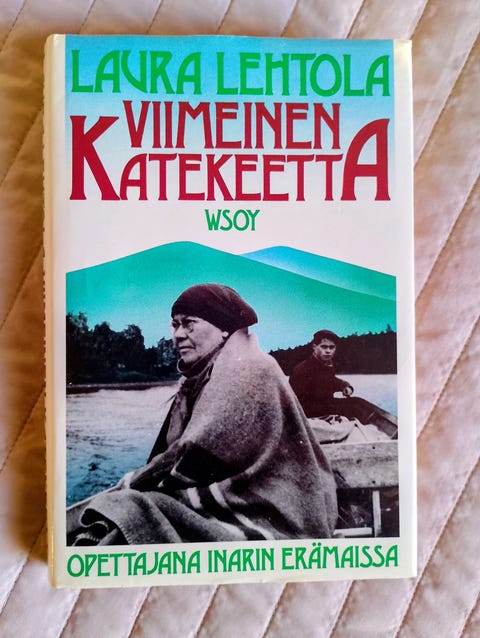 LAURA LEHTOLA
VIIMEINEN
KATEKEETTA
WSOY
OPETTAJANA INARIN ERÄMAISSA